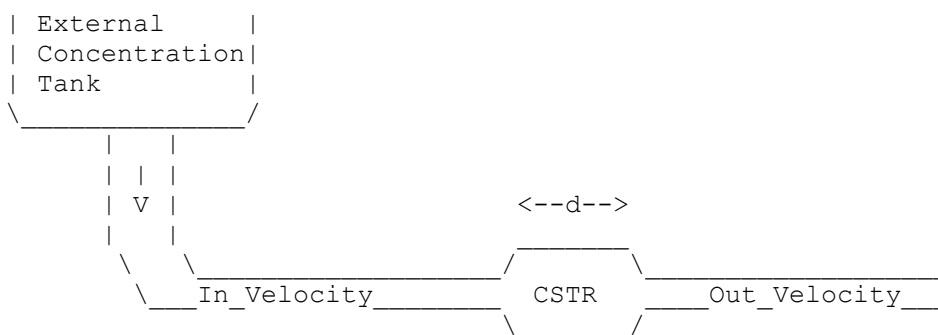 External
Concentration
Tank
V
<--d-->
In_Velocity CSTR Out_Velocity